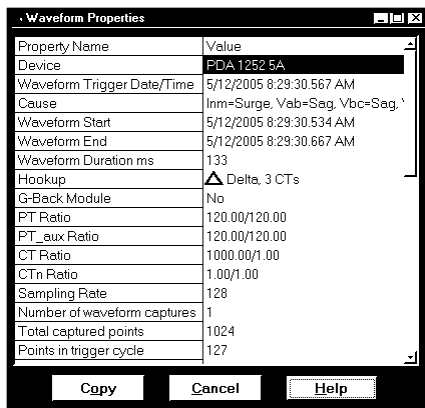 Waveform Properties
Property Name Value
Device PDA 1252 5A
Waveform Trigger Date/Time 5/12/2005 8:29:30.567 AM
Cause Inm=Surge, Vab=Sag, Vbc=Sag,
Waveform Start 5/12/2005 8:29:30.534 AM
Waveform End 5/12/2005 8:29:30.667 AM
Waveform Duration ms 133
Hookup Delta, 3 CTs
G-Back Module No
PT Ratio 120.00/120.00
PT_aux Ratio 120.00/120.00
CT Ratio 1000.00/1.00
CTn Ratio 1.00/1.00
Sampling Rate 128
Number of waveform captures 1
Total captured points 1024
Points in trigger cycle 127
Copy Cancel Help